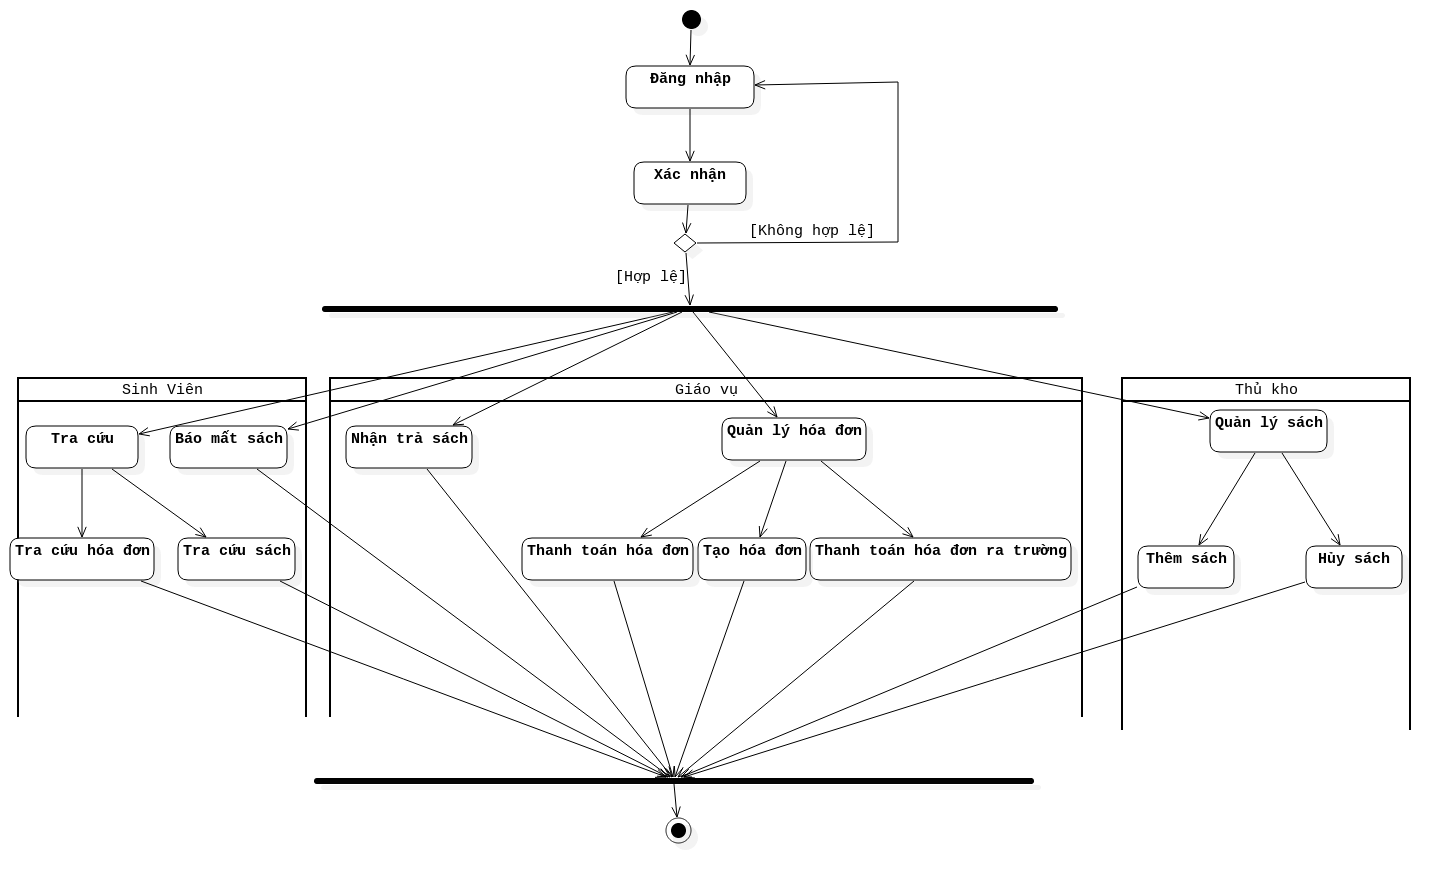 Đăng nhập
Xác nhận
[Không hợp lệ]
[Hợp lệ]
Sinh Viên
Giáo vụ
Thủ kho
Tra cứu
Báo mất sách
Nhận trả sách
Quản lý hóa đơn
Quản lý sách
Tra cứu hóa đơn
Tra cứu sách
Thanh toán hóa đơn
Tạo hóa đơn
Thanh toán hóa đơn ra trường
Thêm sách
Hủy sách